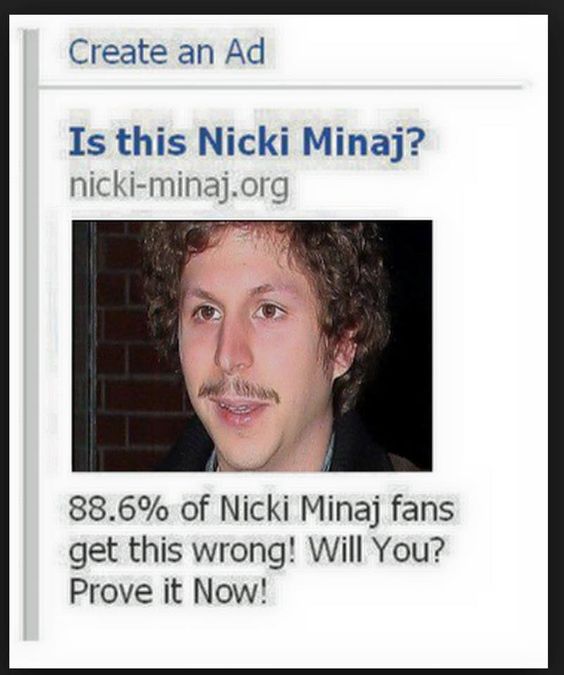 Create an Ad
Is this Nicki Minaj?
nicki-minaj.org
88.6% of Nicki Minaj fans
get this wrong! Will You?
Prove it Now!